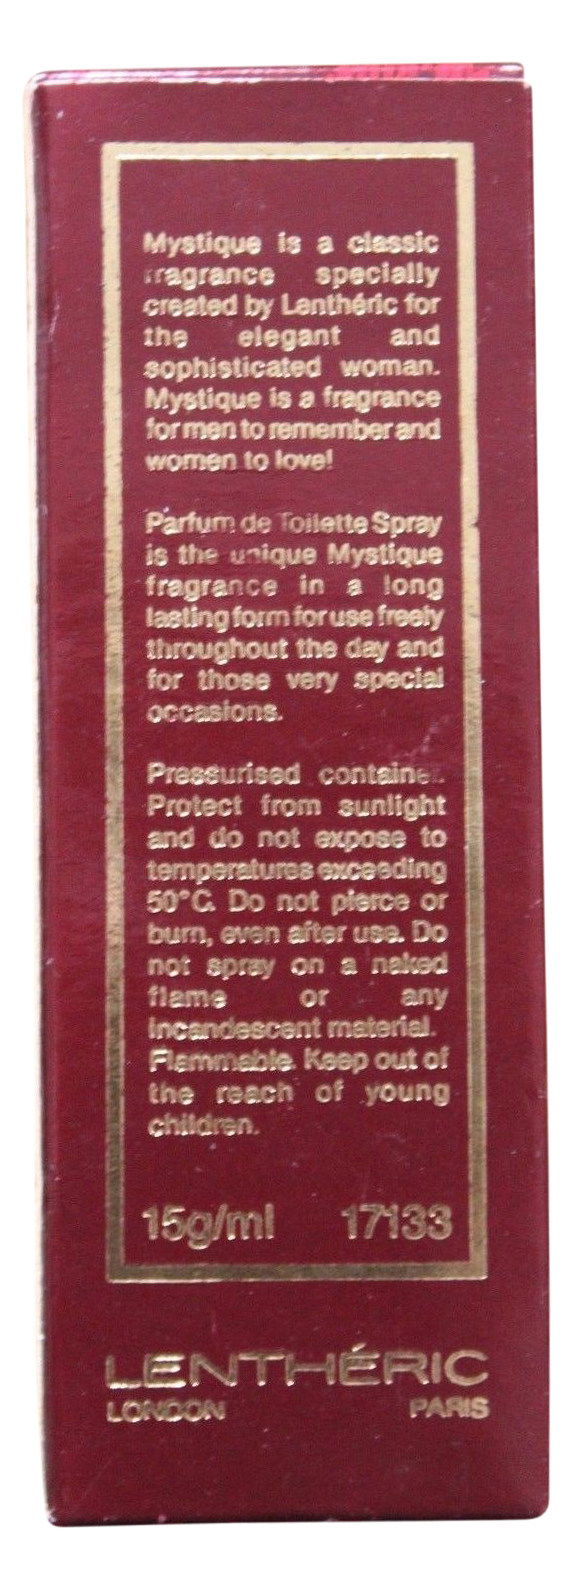 Mystique is a classic
fragrance specially
created by Lenthéric for
the elegant and
sophisticated woman.
Mystique is a fragrance
for men to remember and
women to love!
Parfum de Toilette Spray
is the unique Mystique
fragrance in a long
lasting form for use freely
throughout the day and
for those very special
occasions.
Pressurised container.
Protect from sunlight
and do not expose to
temperatures exceeding
50°C. Do not pierce or
burn, even after use. Do
not spray on a naked
flame or any
incandescent material.
Flammable. Keep out of
the reach of young
children.
15g/ml 17133
LENTHÉRIC
LONDON PARIS